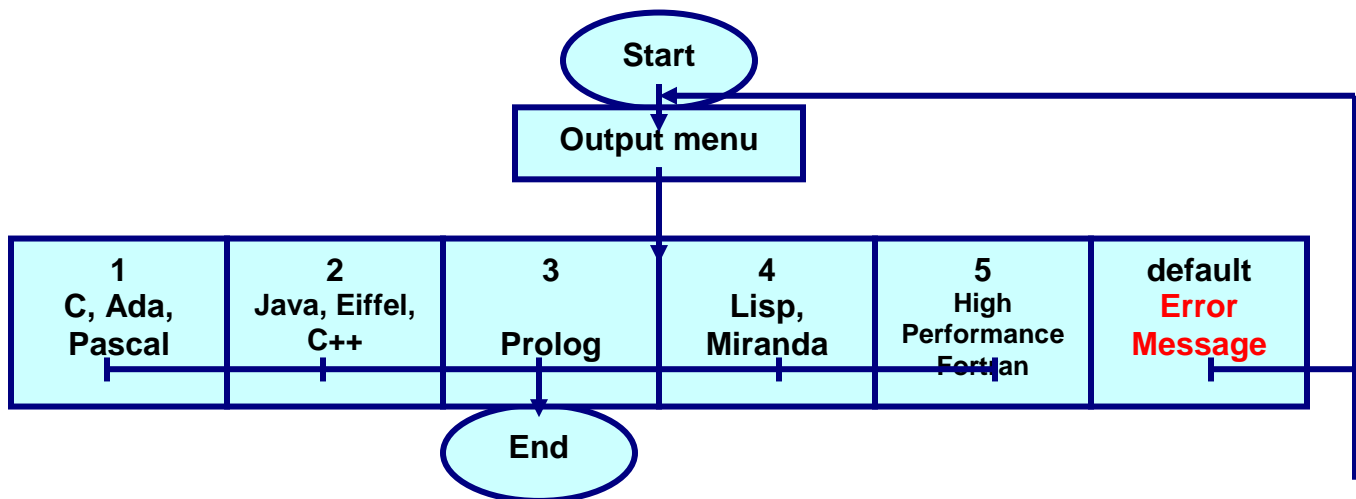 Start
Output menu
1
C, Ada,
Pascal
2
Java, Eiffel,
C++
3
Prolog
4
Lisp,
Miranda
5
High
Performance
Fortran
default
Error
Message
End